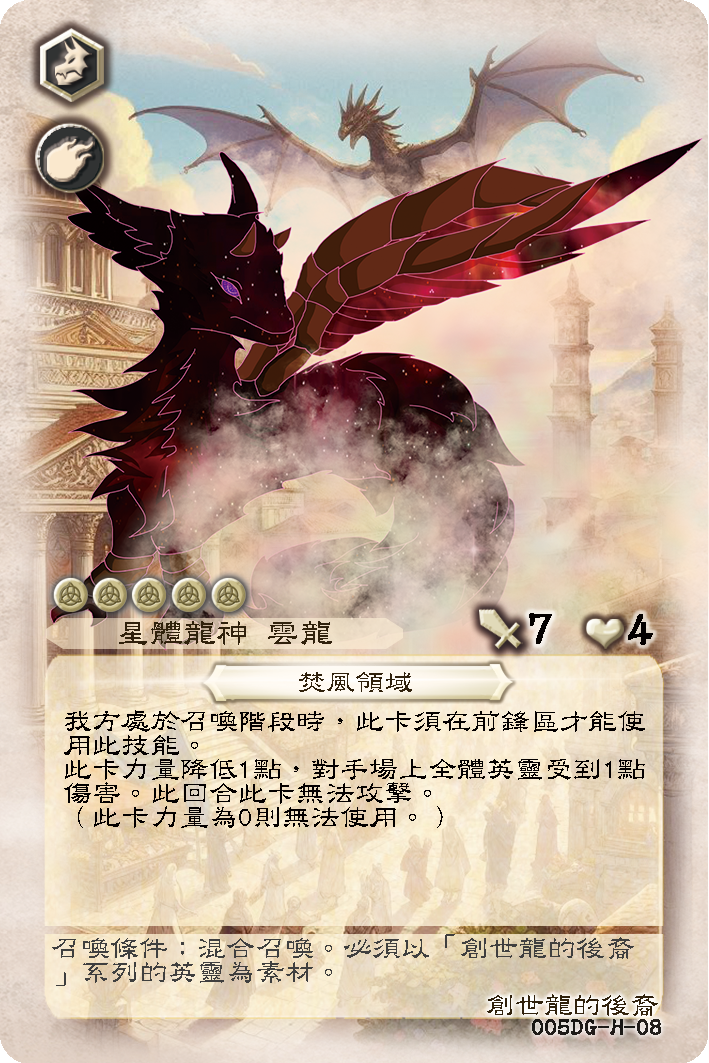 星體龍神 雲龍
7
4
焚風領域
我方處於召喚階段時，此卡須在前鋒區才能使
用此技能。
此卡力量降低1點，對手場上全體英靈受到1點
傷害。此回合此卡無法攻擊。
（此卡力量為0則無法使用。）
召喚條件：混合召喚。必須以「創世龍的後裔
」系列的英靈為素材。
創世龍的後裔
005DG-H-08